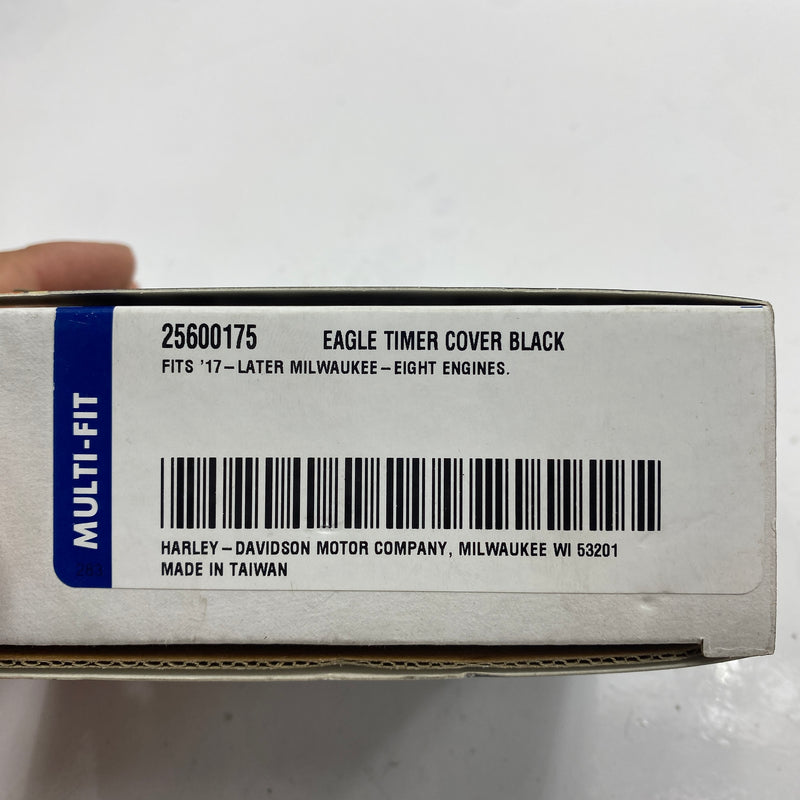 25600175 EAGLE TIMER COVER BLACK
FITS '17-LATER MILWAUKEE-EIGHT ENGINES.
MULTI-FIT
263
HARLEY-DAVIDSON MOTOR COMPANY, MILWAUKEE WI 53201
MADE IN TAIWAN